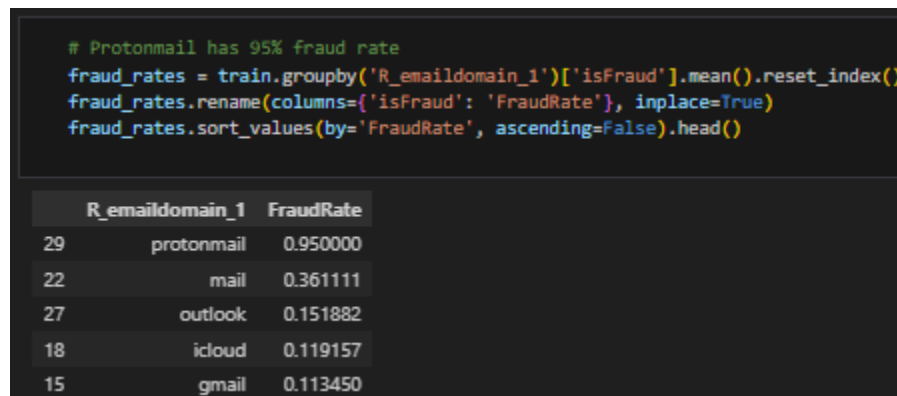 # Protonmail has 95% fraud rate
fraud_rates = train.groupby('R_emaildomain_1')['isFraud'].mean().reset_index()
fraud_rates.rename(columns={'isFraud': 'FraudRate'}, inplace=True)
fraud_rates.sort_values(by='FraudRate', ascending=False).head()
R_emaildomain_1 FraudRate
29 protonmail 0.950000
22 mail 0.361111
27 outlook 0.151882
18 icloud 0.119157
15 gmail 0.113450